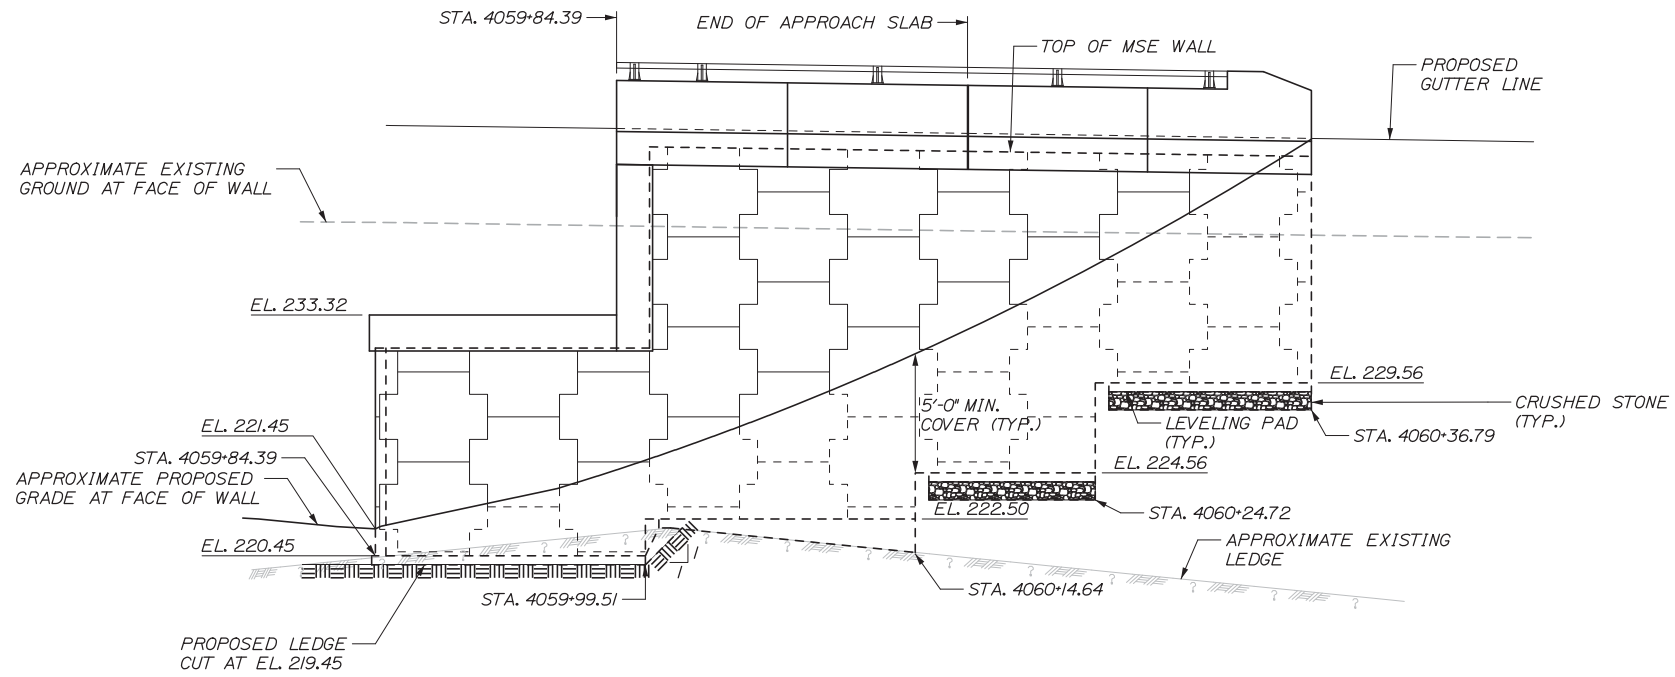 STA. 4059+84.39
END OF APPROACH SLAB
TOP OF MSE WALL
PROPOSED
GUTTER LINE
APPROXIMATE EXISTING
GROUND AT FACE OF WALL
EL. 233.32
EL. 229.56
5'-0" MIN.
COVER (TYP.)
CRUSHED STONE
(TYP.)
LEVELING PAD
(TYP.)
STA. 4060+36.79
EL. 221.45
STA. 4059+84.39
EL. 224.56
APPROXIMATE PROPOSED
GRADE AT FACE OF WALL
EL. 222.50
STA. 4060+24.72
EL. 220.45
APPROXIMATE EXISTING
LEDGE
1
1
STA. 4059+99.51
STA. 4060+14.64
PROPOSED LEDGE
CUT AT EL. 219.45